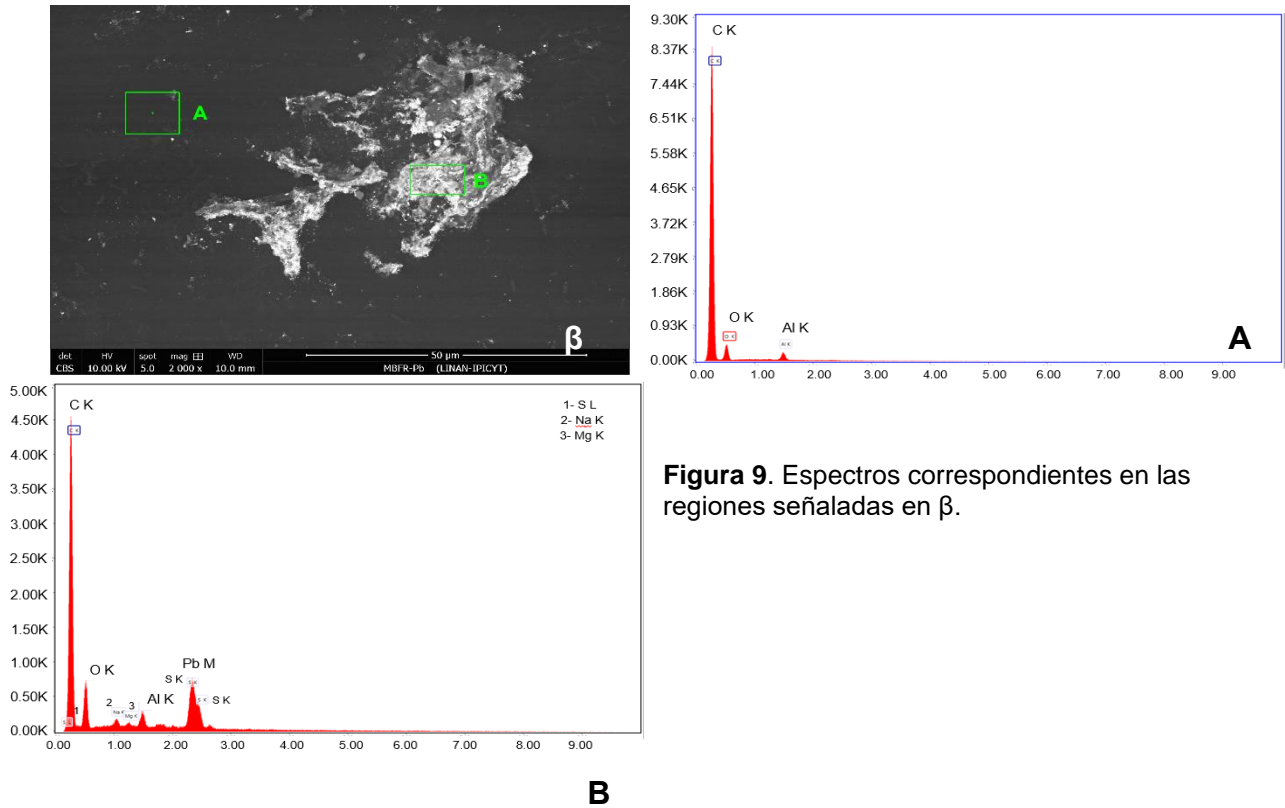 A
B
β
det HV spot mag WD
CBS 10.00 kV 5.0 2 000 x 10.0 mm
50 µm
MBFR-Pb (LINAN-IPICYT)
9.30K
8.37K
7.44K
6.51K
5.58K
4.65K
3.72K
2.79K
1.86K
0.93K
0.00K
C K
C K
O K
O K
Al K
Al K
A
0.00 1.00 2.00 3.00 4.00 5.00 6.00 7.00 8.00 9.00
5.00K
4.50K
4.00K
3.50K
3.00K
2.50K
2.00K
1.50K
1.00K
0.50K
0.00K
C K
C K
1- S L
2- Na K
3- Mg K
O K
1
2
Na K
3
Mg K
Al K
S K
Pb M
S K
S K
S K
0.00 1.00 2.00 3.00 4.00 5.00 6.00 7.00 8.00 9.00
B
Figura 9. Espectros correspondientes en las
regiones señaladas en β.